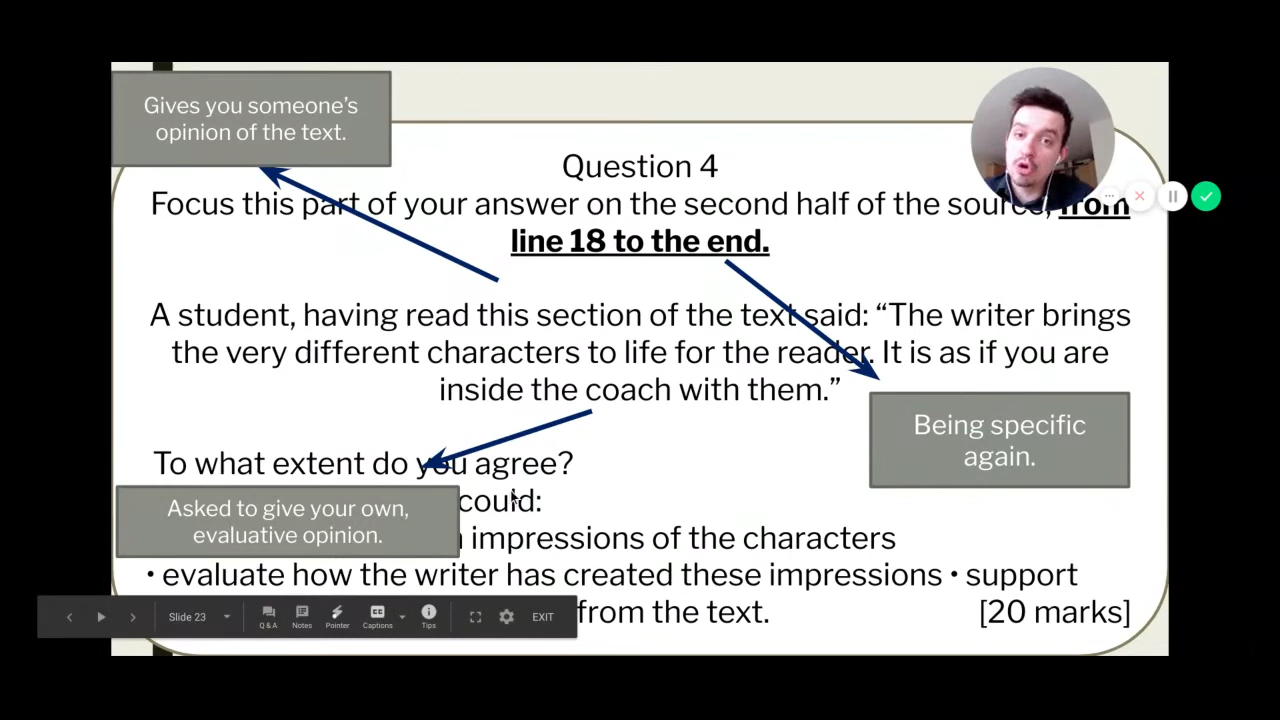 Gives you someone's
opinion of the text.
Question 4
Focus this part of your answer on the second half of the source, from
line 18 to the end.
A student, having read this section of the text said: “The writer brings
the very different characters to life for the reader. It is as if you are
inside the coach with them.”
Being specific
again.
To what extent do you agree?
Asked to give your own,
evaluative opinion.
could:
impressions of the characters
• evaluate how the writer has created these impressions • support
from the text.
[20 marks]
Slide 23
Q & A
Notes
Pointer
Captions
Tips
EXIT